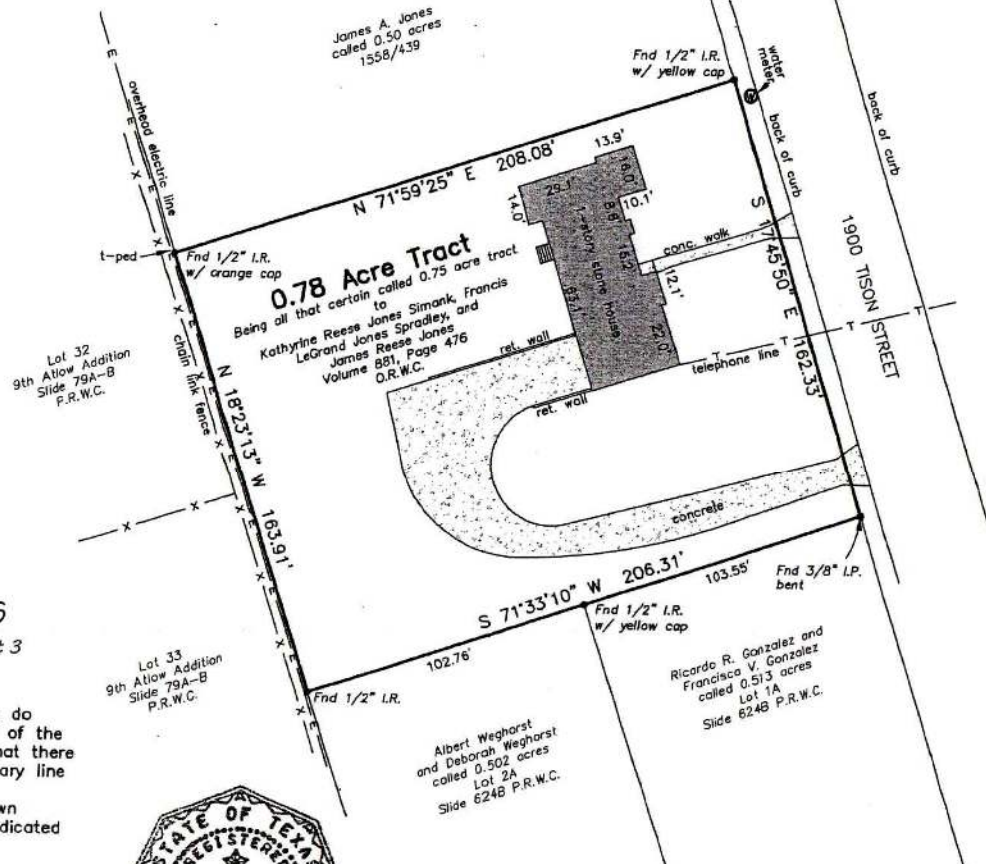 James A. Jones
called 0.50 acres
1558/439
Fnd 1/2" I.R.
w/ yellow cap
water
meter
back of curb
back of curb
E
overhead electric line
N 71°59'25" E 208.08'
13.9'
16.0'
29.1'
14.0'
10.1'
8.8'
1-story stone house
15.2'
12.1'
22.0'
conc. walk
S 17°45'50" E 162.33'
1900 TISON STREET
t-ped
Fnd 1/2" I.R.
w/ orange cap
0.78 Acre Tract
Being all that certain called 0.75 acre tract
to
Kathyrine Reese Jones Simank, Francis
LeGrand Jones Spradley, and
James Reese Jones
Volume 881, Page 476
O.R.W.C.
ret. wall
ret. wall
telephone line
T T T T
Lot 32
9th Atlow Addition
Slide 79A-B
P.R.W.C.
chain link fence
N 18°23'13" W 163.91'
X X
concrete
S 71°33'10" W 206.31'
103.55'
102.76'
Fnd 3/8" I.P.
bent
Fnd 1/2" I.R.
w/ yellow cap
Fnd 1/2" I.R.
Lot 33
9th Atlow Addition
Slide 79A-B
P.R.W.C.
Ricardo R. Gonzalez and
Francisca V. Gonzalez
called 0.513 acres
Lot 1A
Slide 624B P.R.W.C.
Albert Weghorst
and Deborah Weghorst
called 0.502 acres
Lot 2A
Slide 624B P.R.W.C.
3
do
of the
there
line
STATE OF TEXAS
REGISTERED